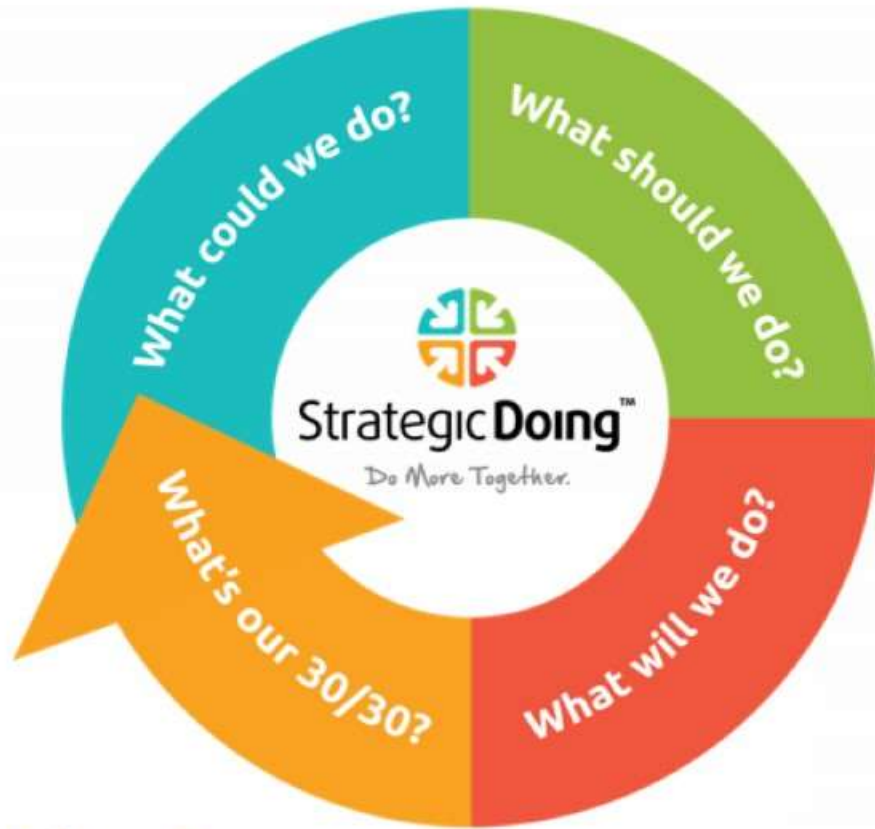 What could we do?
What should we do?
What will we do?
What's our 30/30?
StrategicDoing™
Do More Together.